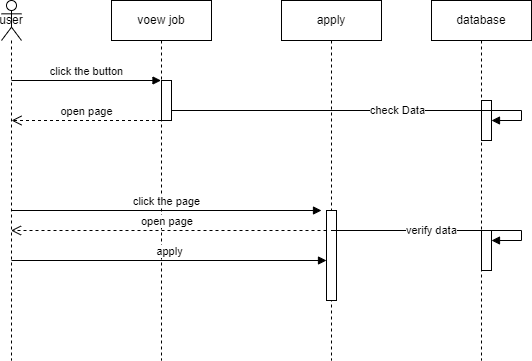 user
voew job
apply
database
click the button
open page
check Data
click the page
open page
verify data
apply